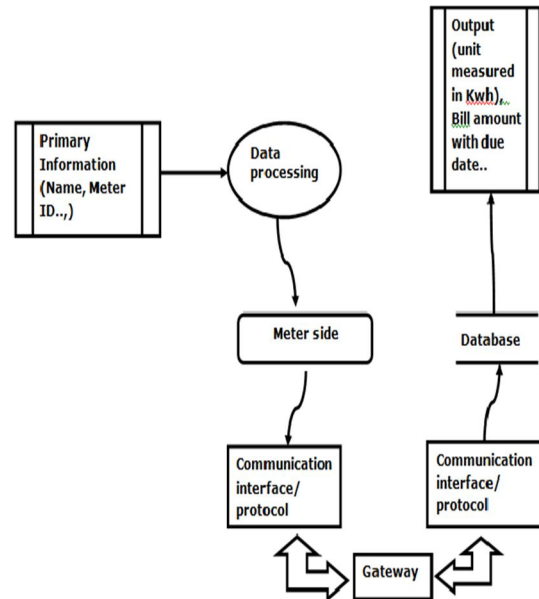 Primary
Information
(Name, Meter
ID..,)
Data
processing
Meter side
Communication
interface/
protocol
Gateway
Communication
interface/
protocol
Database
Output
(unit
measured
in Kwh),
Bill amount
with due
date..